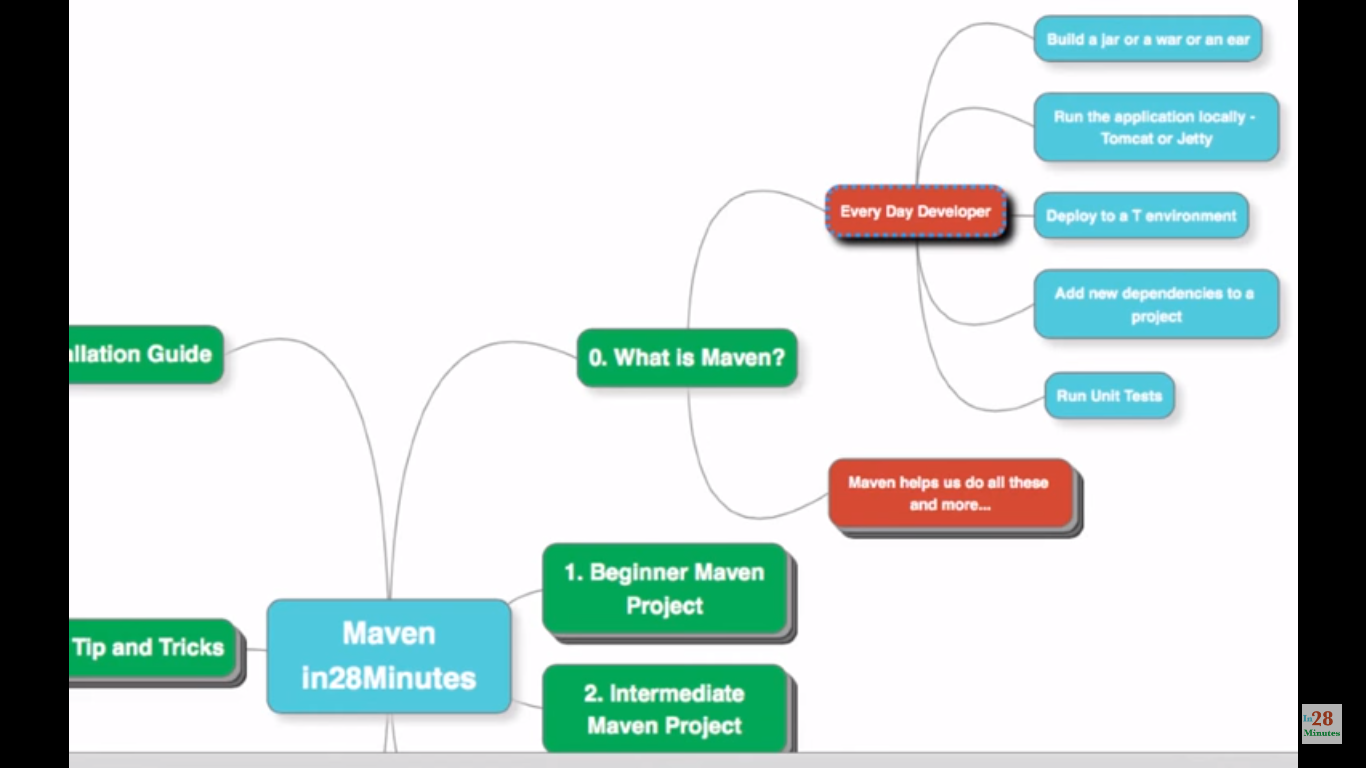 Build a jar or a war or an ear
Run the application locally -
Tomcat or Jetty
Every Day Developer
Deploy to a T environment
Add new dependencies to a
project
allation Guide
0. What is Maven?
Run Unit Tests
Maven helps us do all these
and more...
1. Beginner Maven
Project
Tip and Tricks
Maven
in28Minutes
2. Intermediate
Maven Project
In28
Minutes